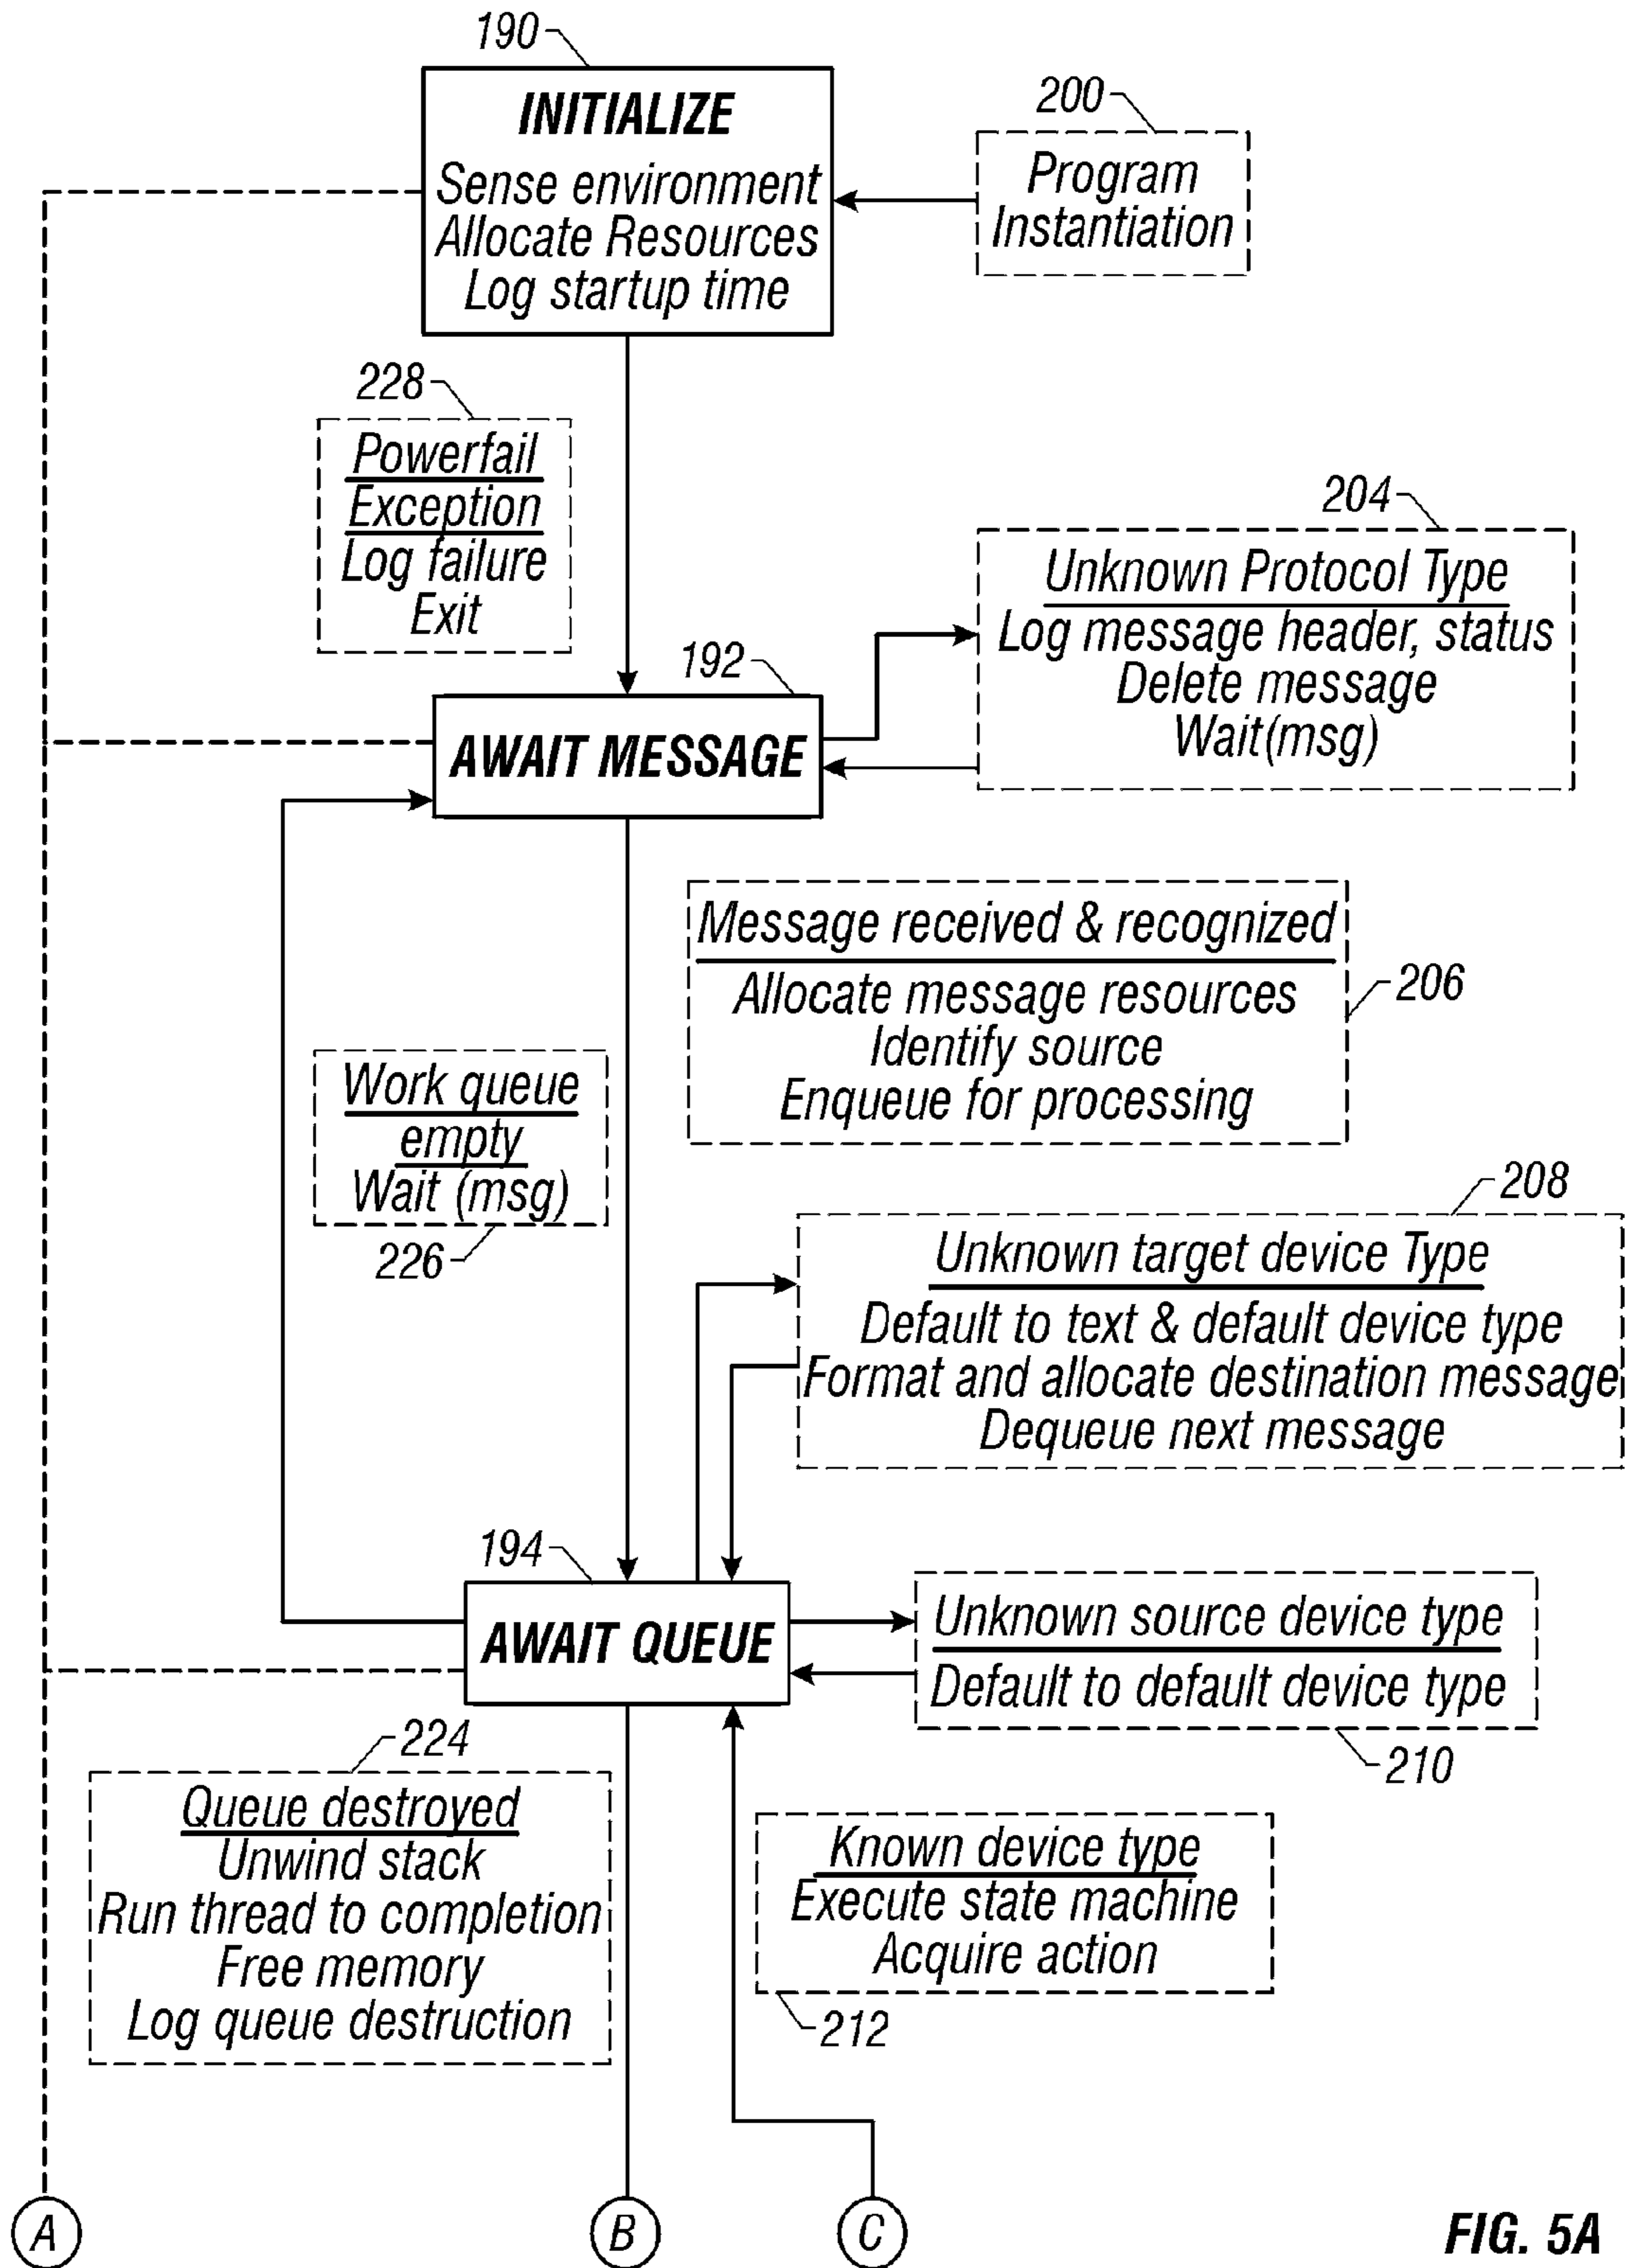 190
INITIALIZE
Sense environment
Allocate Resources
Log startup time
200
Program
Instantiation
228
Powerfail
Exception
Log failure
Exit
204
Unknown Protocol Type
Log message header, status
Delete message
Wait(msg)
192
AWAIT MESSAGE
Message received & recognized
Allocate message resources
Identify source
Enqueue for processing
206
Work queue
empty
Wait (msg)
226
208
Unknown target device Type
Default to text & default device type
Format and allocate destination message
Dequeue next message
194
AWAIT QUEUE
Unknown source device type
Default to default device type
210
224
Queue destroyed
Unwind stack
Run thread to completion
Free memory
Log queue destruction
Known device type
Execute state machine
Acquire action
212
A
B
C
FIG. 5A